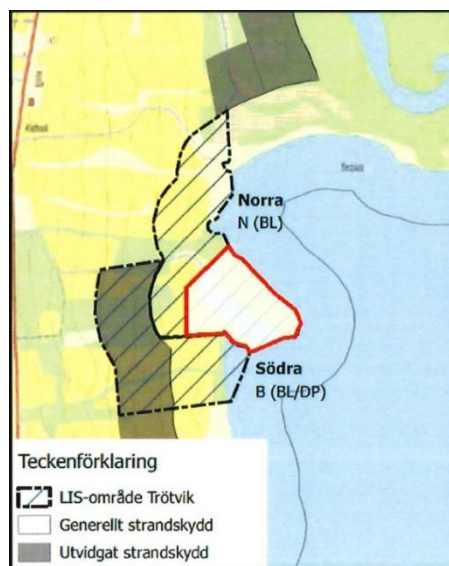 Norra
N (BL)
Södra
B (BL/DP)
Teckenförklaring
LIS-område Trötvik
Generellt strandskydd
Utvidgat strandskydd